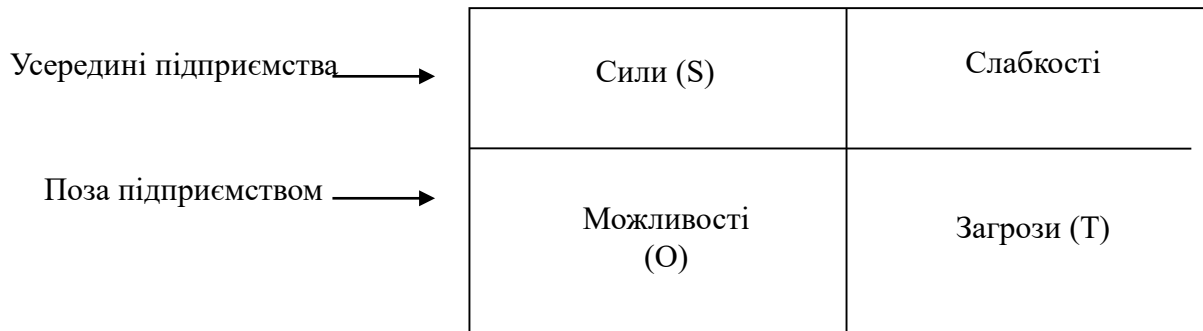 Усередині підприємства
Сили (S)
Слабкості
Поза підприємством
Можливості
(O)
Загрози (T)